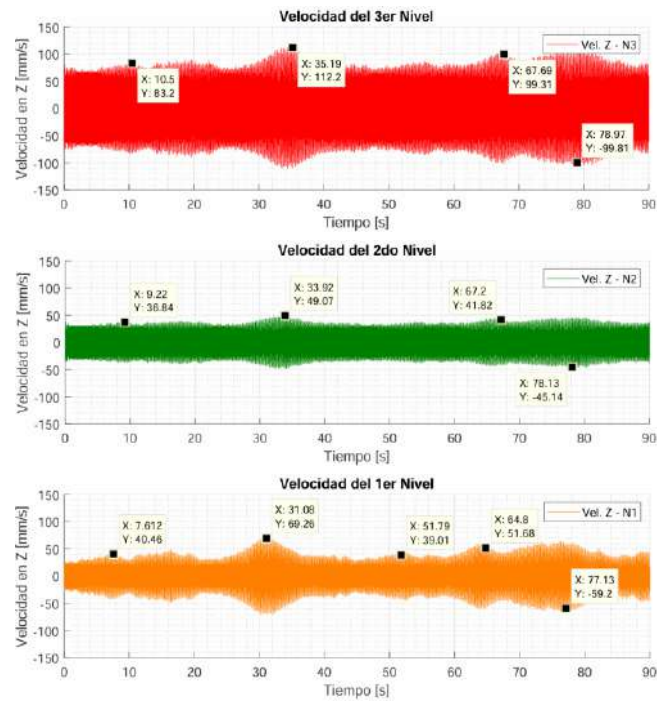 Velocidad del 3er Nivel
Velocidad en Z [mm/s]
150
100
50
0
-50
-100
-150
X: 10.5
Y: 83.2
X: 35.19
Y: 112.2
X: 67.69
Y: 99.31
X: 78.97
Y: -99.81
Vel. Z - N3
0 10 20 30 40 50 60 70 80 90
Tiempo [s]
Velocidad del 2do Nivel
Velocidad en Z [mm/s]
150
100
50
0
-50
-100
-150
X: 9.22
Y: 36.84
X: 33.92
Y: 49.07
X: 67.2
Y: 41.82
X: 78.13
Y: -45.14
Vel. Z - N2
0 10 20 30 40 50 60 70 80 90
Tiempo [s]
Velocidad del 1er Nivel
Velocidad en Z [mm/s]
150
100
50
0
-50
-100
-150
X: 7.612
Y: 40.46
X: 31.08
Y: 69.26
X: 51.79
Y: 39.01
X: 64.8
Y: 51.68
X: 77.13
Y: -59.2
Vel. Z - N1
0 10 20 30 40 50 60 70 80 90
Tiempo [s]